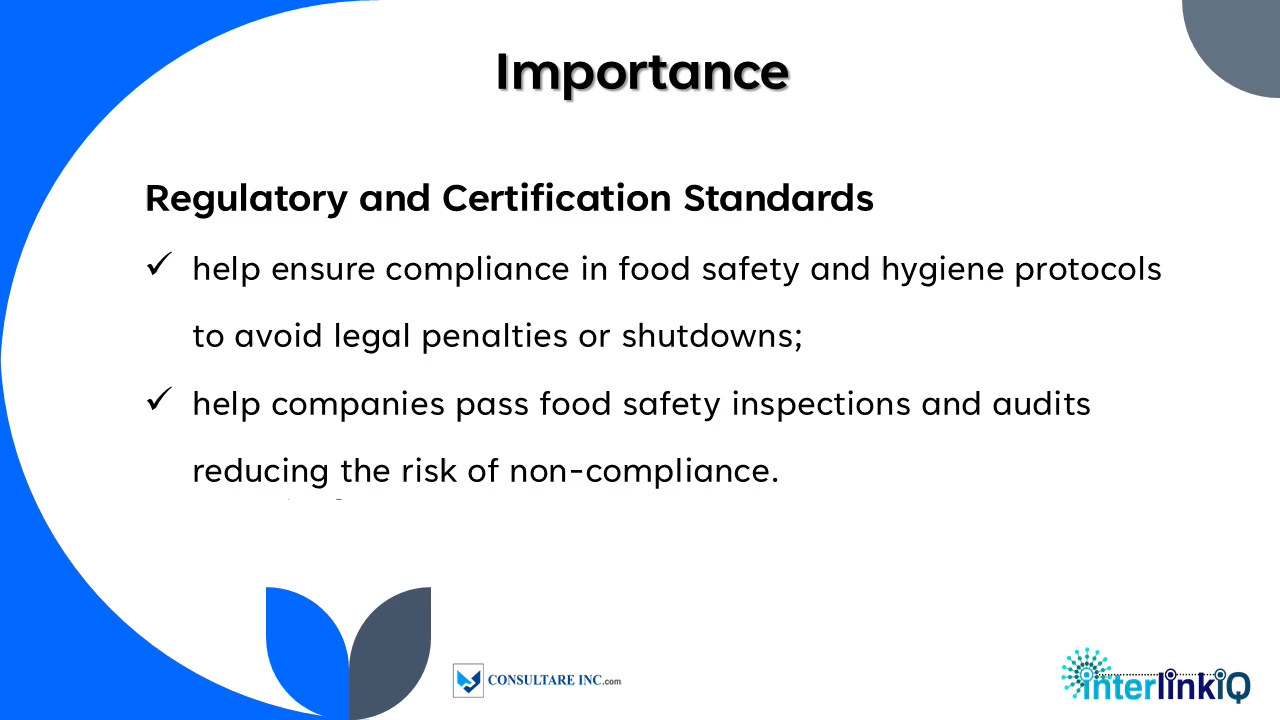 Importance
Regulatory and Certification Standards
✓ help ensure compliance in food safety and hygiene protocols
to avoid legal penalties or shutdowns;
✓ help companies pass food safety inspections and audits
reducing the risk of non-compliance.
CONSULTARE INC.com
interlinkiQ